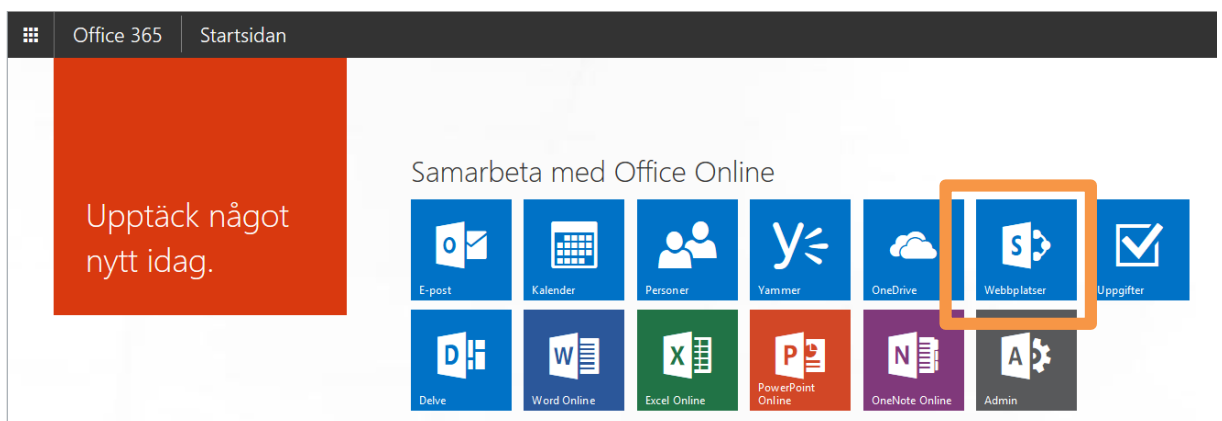 Office 365
Startsidan
Upptäck något
nytt idag.
Samarbeta med Office Online
E-post
Kalender
Personer
Yammer
OneDrive
Webbplatser
Uppgifter
Delve
Word Online
Excel Online
PowerPoint
Online
OneNote Online
Admin